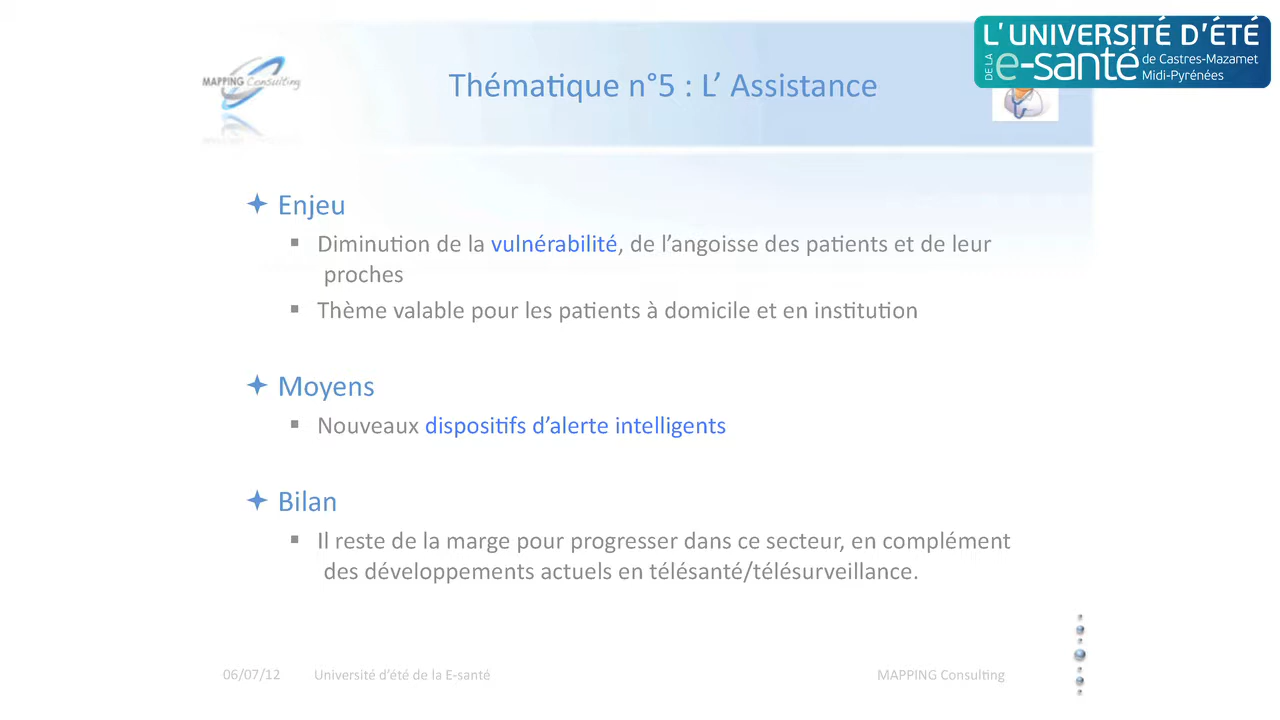 L'UNIVERSITÉ D'ÉTÉ
DE LA e-santé de Castres-Mazamet
Midi-Pyrénées
MAPPING Consulting
Thématique n°5 : L’ Assistance
Enjeu
Diminution de la vulnérabilité, de l’angoisse des patients et de leur
proches
Thème valable pour les patients à domicile et en institution
Moyens
Nouveaux dispositifs d’alerte intelligents
Bilan
Il reste de la marge pour progresser dans ce secteur, en complément
des développements actuels en télésanté/télésurveillance.
06/07/12 Université d’été de la E-santé MAPPING Consulting